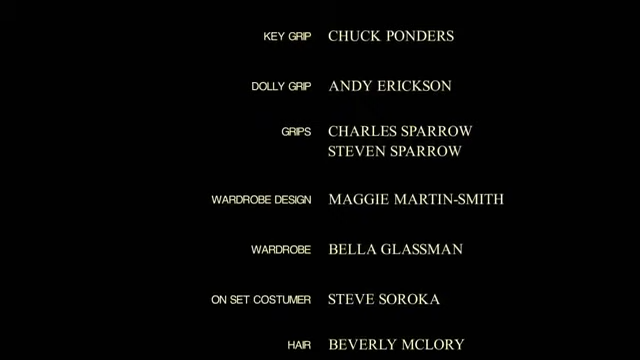 KEY GRIP CHUCK PONDERS
DOLLY GRIP ANDY ERICKSON
GRIPS CHARLES SPARROW
STEVEN SPARROW
WARDROBE DESIGN MAGGIE MARTIN-SMITH
WARDROBE BELLA GLASSMAN
ON SET COSTUMER STEVE SOROKA
HAIR BEVERLY MCLORY